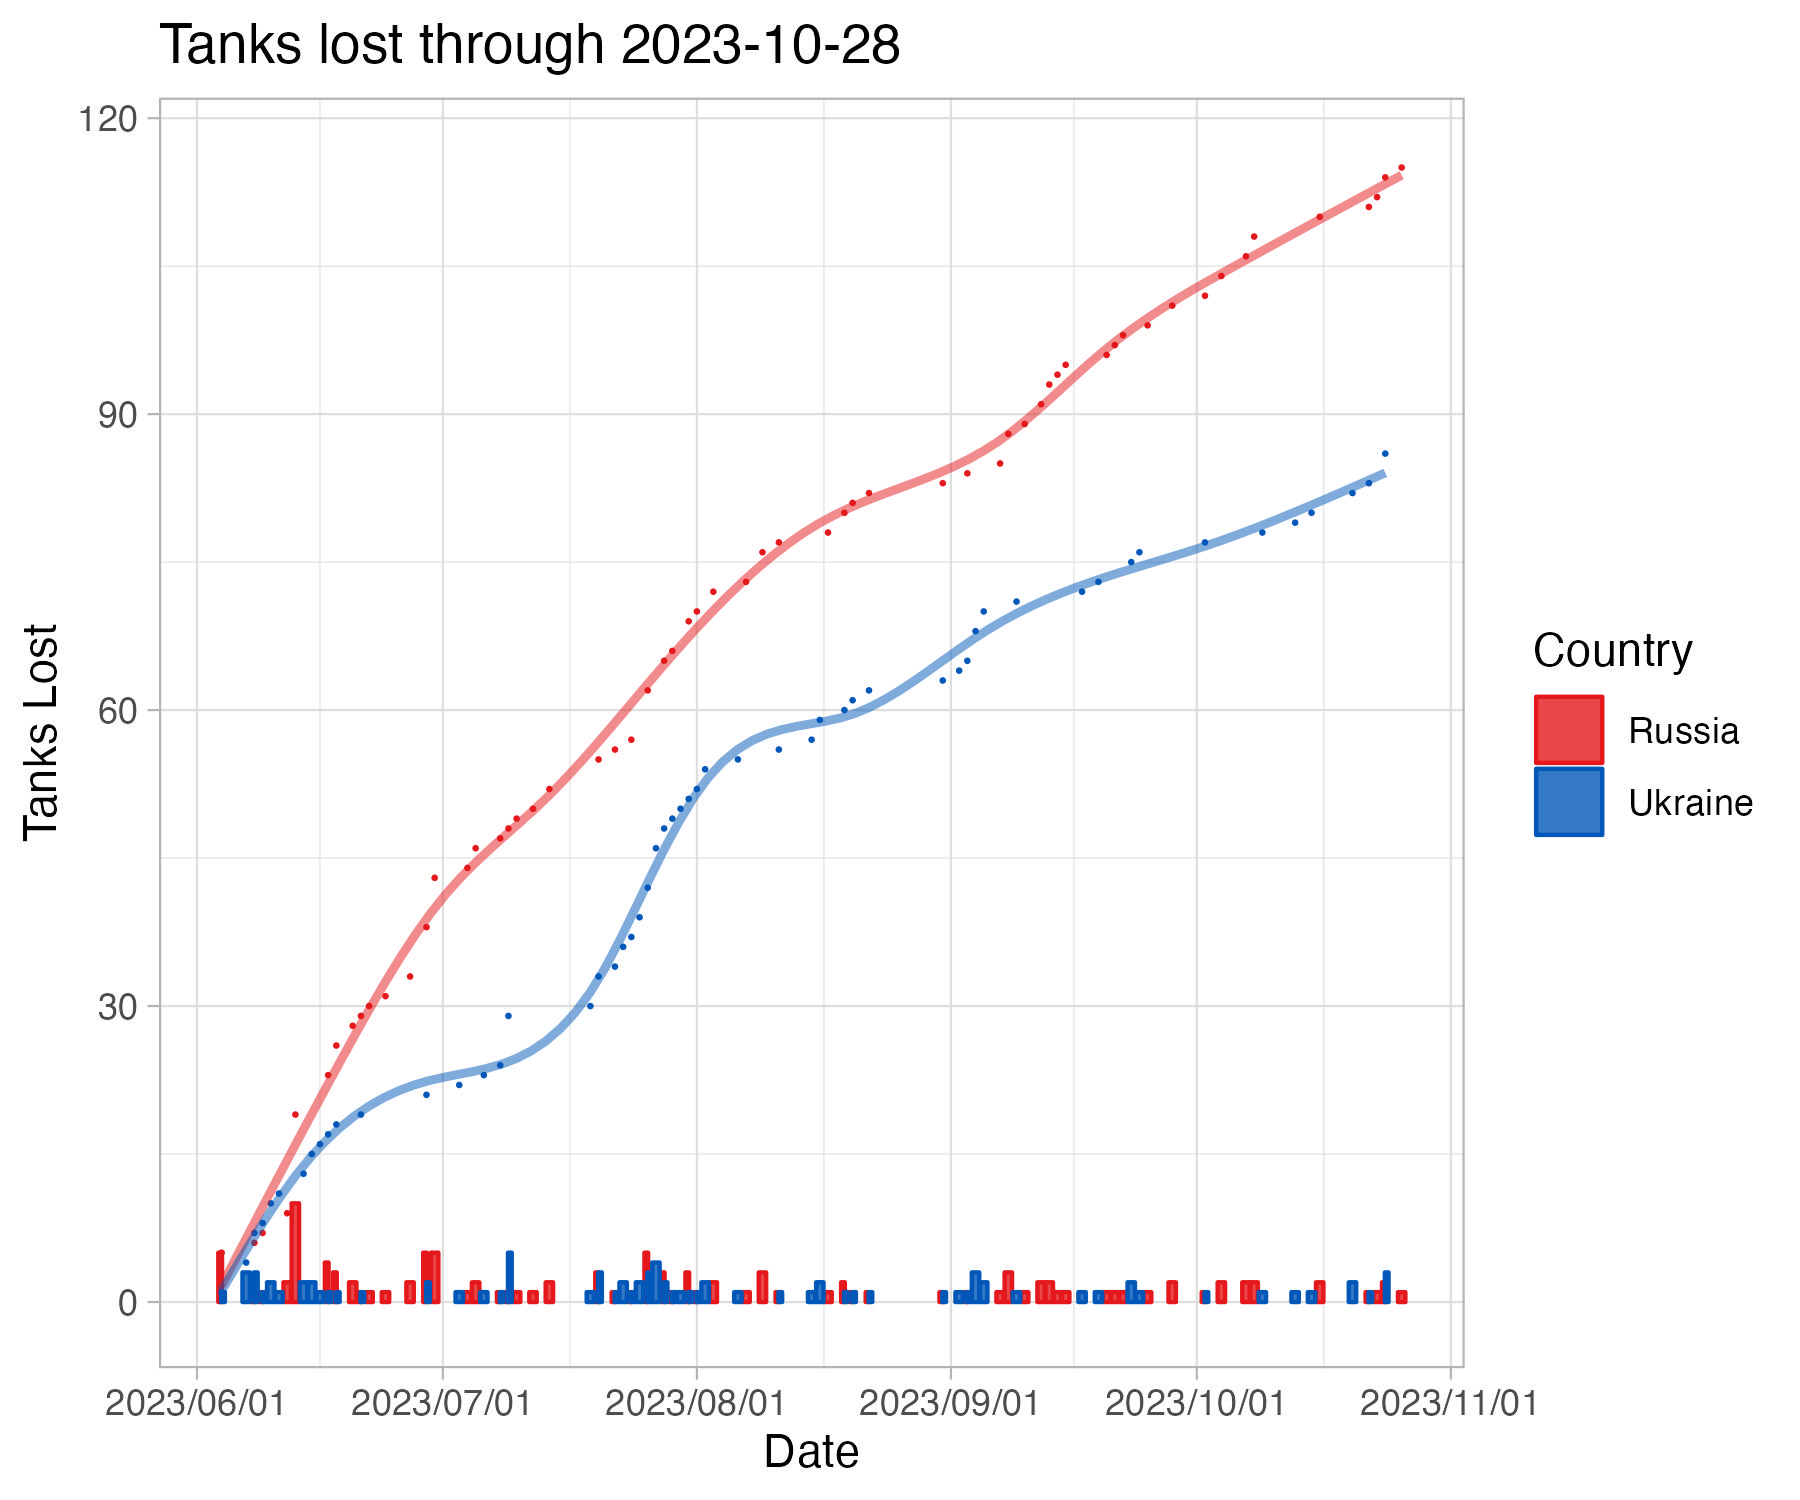 Tanks lost through 2023-10-28
120
90
60
30
0
Tanks Lost
2023/06/01 2023/07/01 2023/08/01 2023/09/01 2023/10/01 2023/11/01
Date
Country
Russia
Ukraine